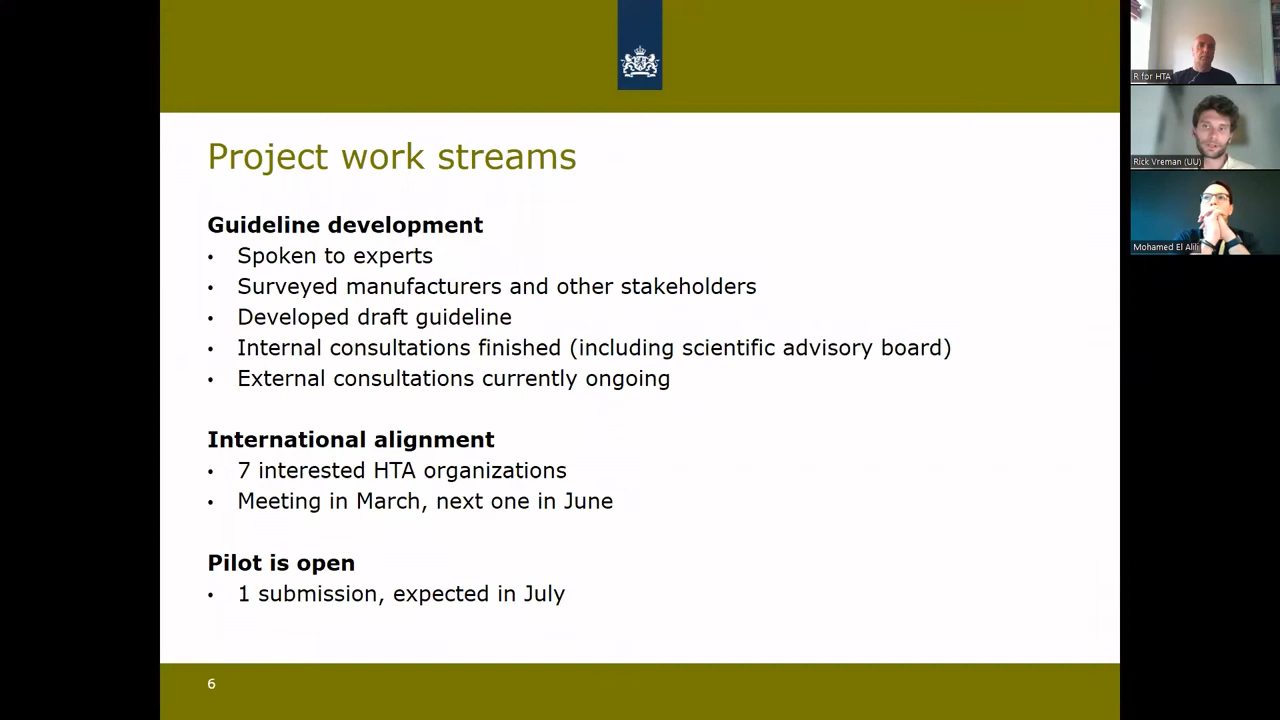 Project work streams
Guideline development
• Spoken to experts
• Surveyed manufacturers and other stakeholders
• Developed draft guideline
• Internal consultations finished (including scientific advisory board)
• External consultations currently ongoing
International alignment
• 7 interested HTA organizations
• Meeting in March, next one in June
Pilot is open
• 1 submission, expected in July
6
R for HTA
Rick Vreman (UU)
Mohamed El Alili